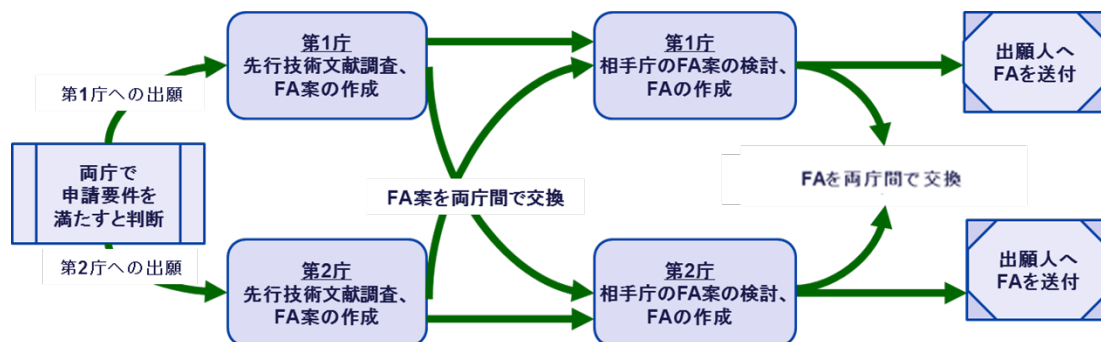 第1庁への出願
両庁で
申請要件を
満たすと判断
第2庁への出願
第1庁
先行技術文献調査、
FA案の作成
第2庁
先行技術文献調査、
FA案の作成
FA案を両庁間で交換
第1庁
相手庁のFA案の検討、
FAの作成
第2庁
相手庁のFA案の検討、
FAの作成
出願人へ
FAを送付
FAを両庁間で交換
出願人へ
FAを送付